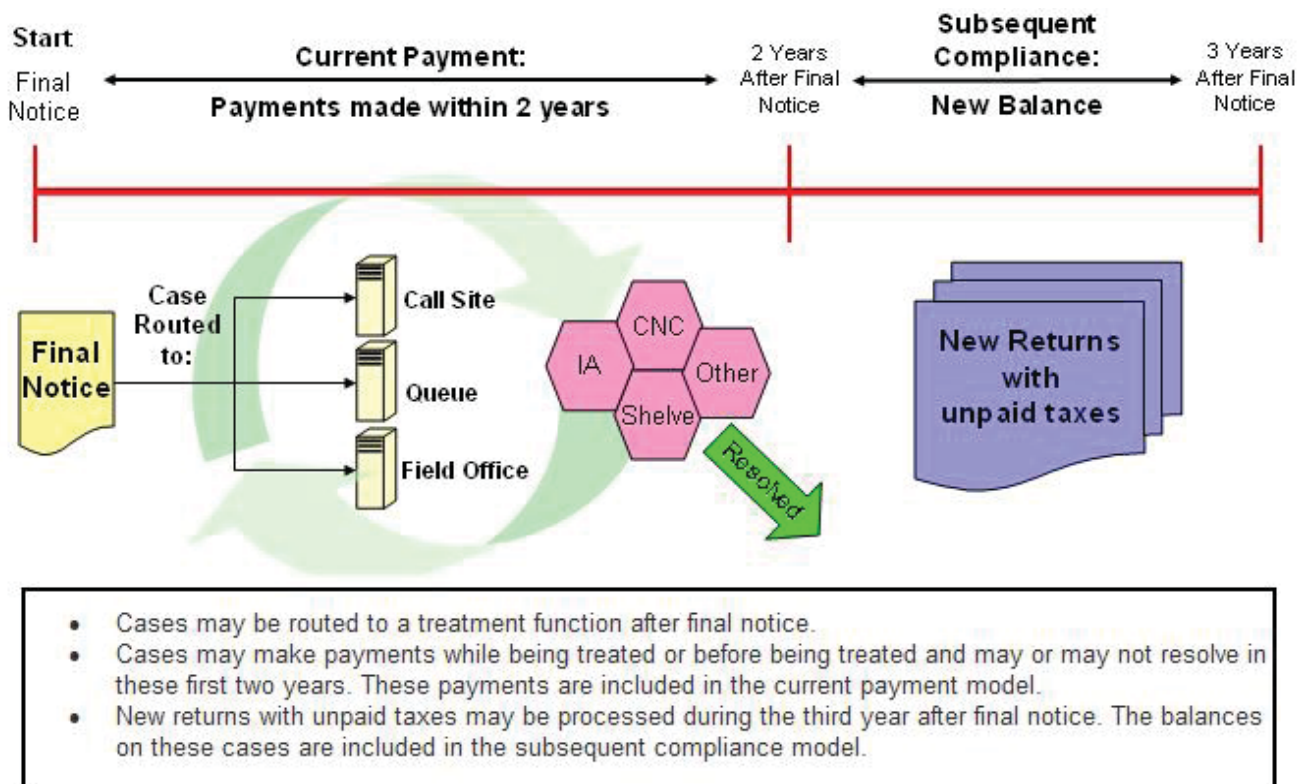 Start
Final
Notice
Current Payment:
Payments made within 2 years
2 Years
After Final
Notice
Subsequent
Compliance:
New Balance
3 Years
After Final
Notice
Final
Notice
Case
Routed
to:
Call Site
Queue
Field Office
IA
CNC
Shelve
Other
Resolved
New Returns
with
unpaid taxes
• Cases may be routed to a treatment function after final notice.
• Cases may make payments while being treated or before being treated and may or may not resolve in
these first two years. These payments are included in the current payment model.
• New returns with unpaid taxes may be processed during the third year after final notice. The balances
on these cases are included in the subsequent compliance model.